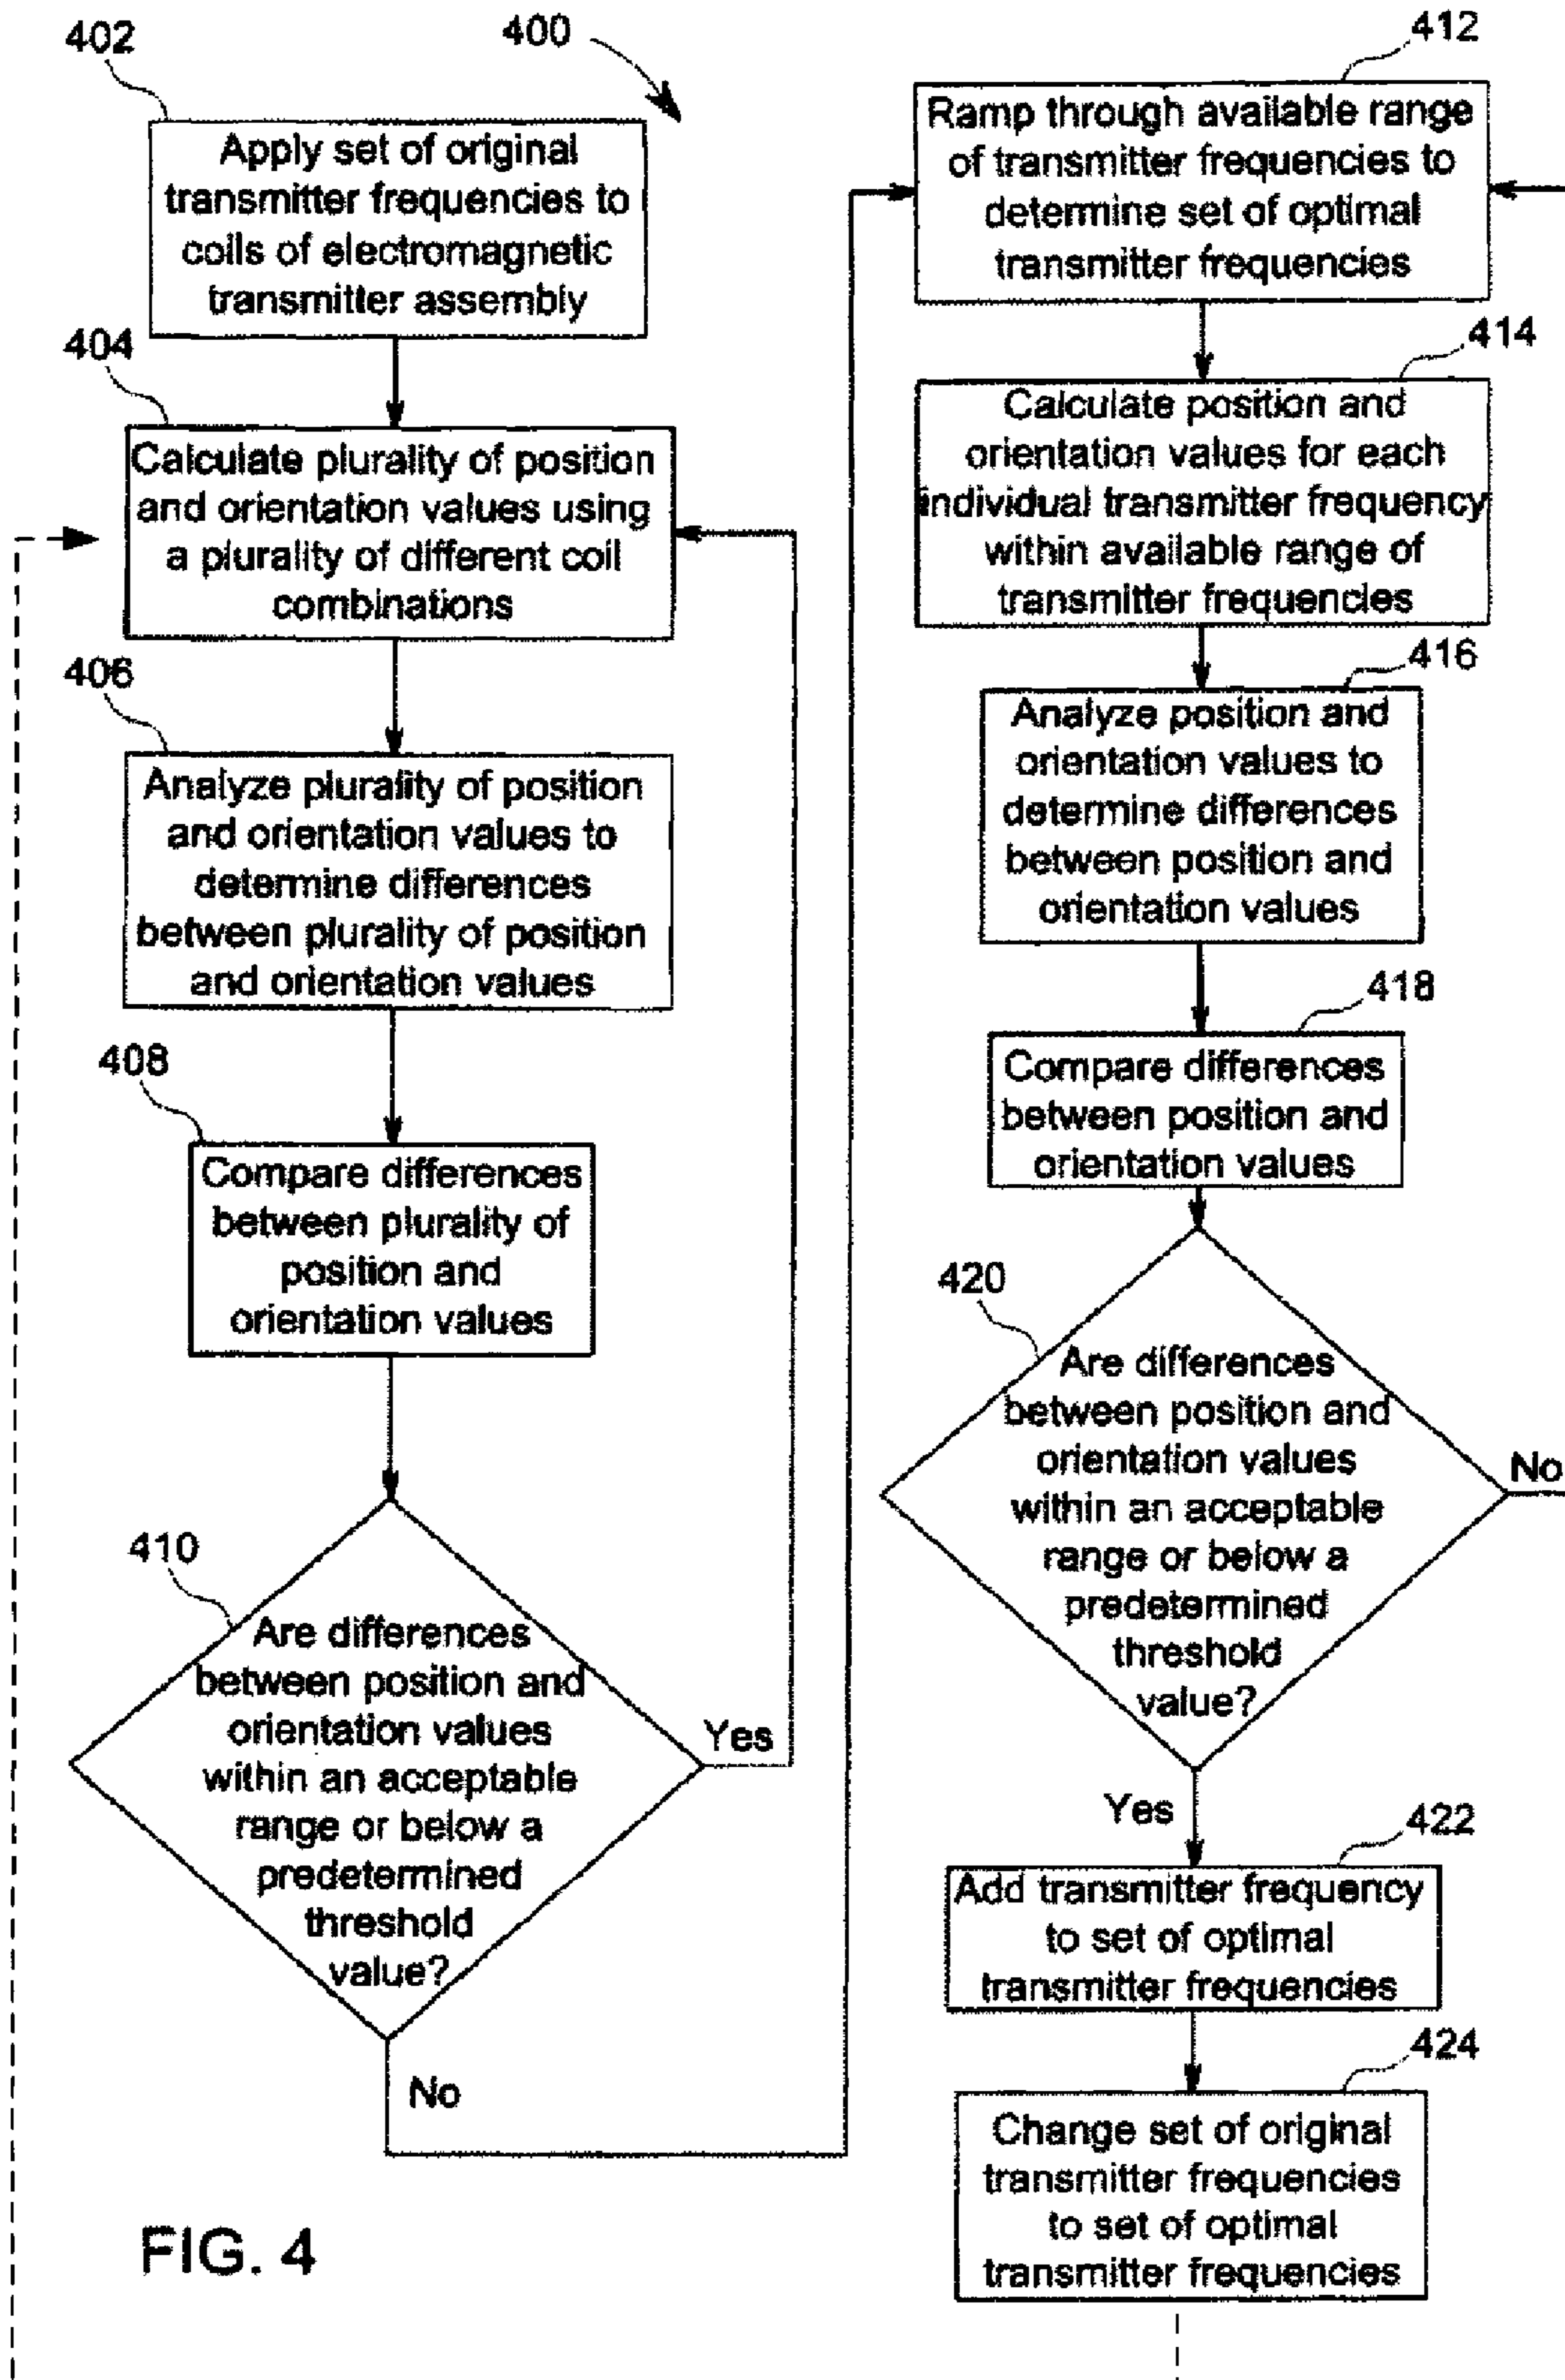 400
402
Apply set of original
transmitter frequencies to
coils of electromagnetic
transmitter assembly
404
Calculate plurality of position
and orientation values using
a plurality of different coil
combinations
406
Analyze plurality of position
and orientation values to
determine differences
between plurality of position
and orientation values
408
Compare differences
between plurality of
position and
orientation values
410
Are differences
between position and
orientation values
within an acceptable
range or below a
predetermined
threshold
value?
Yes
No
412
Ramp through available range
of transmitter frequencies to
determine set of optimal
transmitter frequencies
414
Calculate position and
orientation values for each
individual transmitter frequency
within available range of
transmitter frequencies
416
Analyze position and
orientation values to
determine differences
between position and
orientation values
418
Compare differences
between position and
orientation values
420
Are differences
between position and
orientation values
within an acceptable
range or below a
predetermined
threshold
value?
No
Yes
422
Add transmitter frequency
to set of optimal
transmitter frequencies
424
Change set of original
transmitter frequencies
to set of optimal
transmitter frequencies
FIG. 4